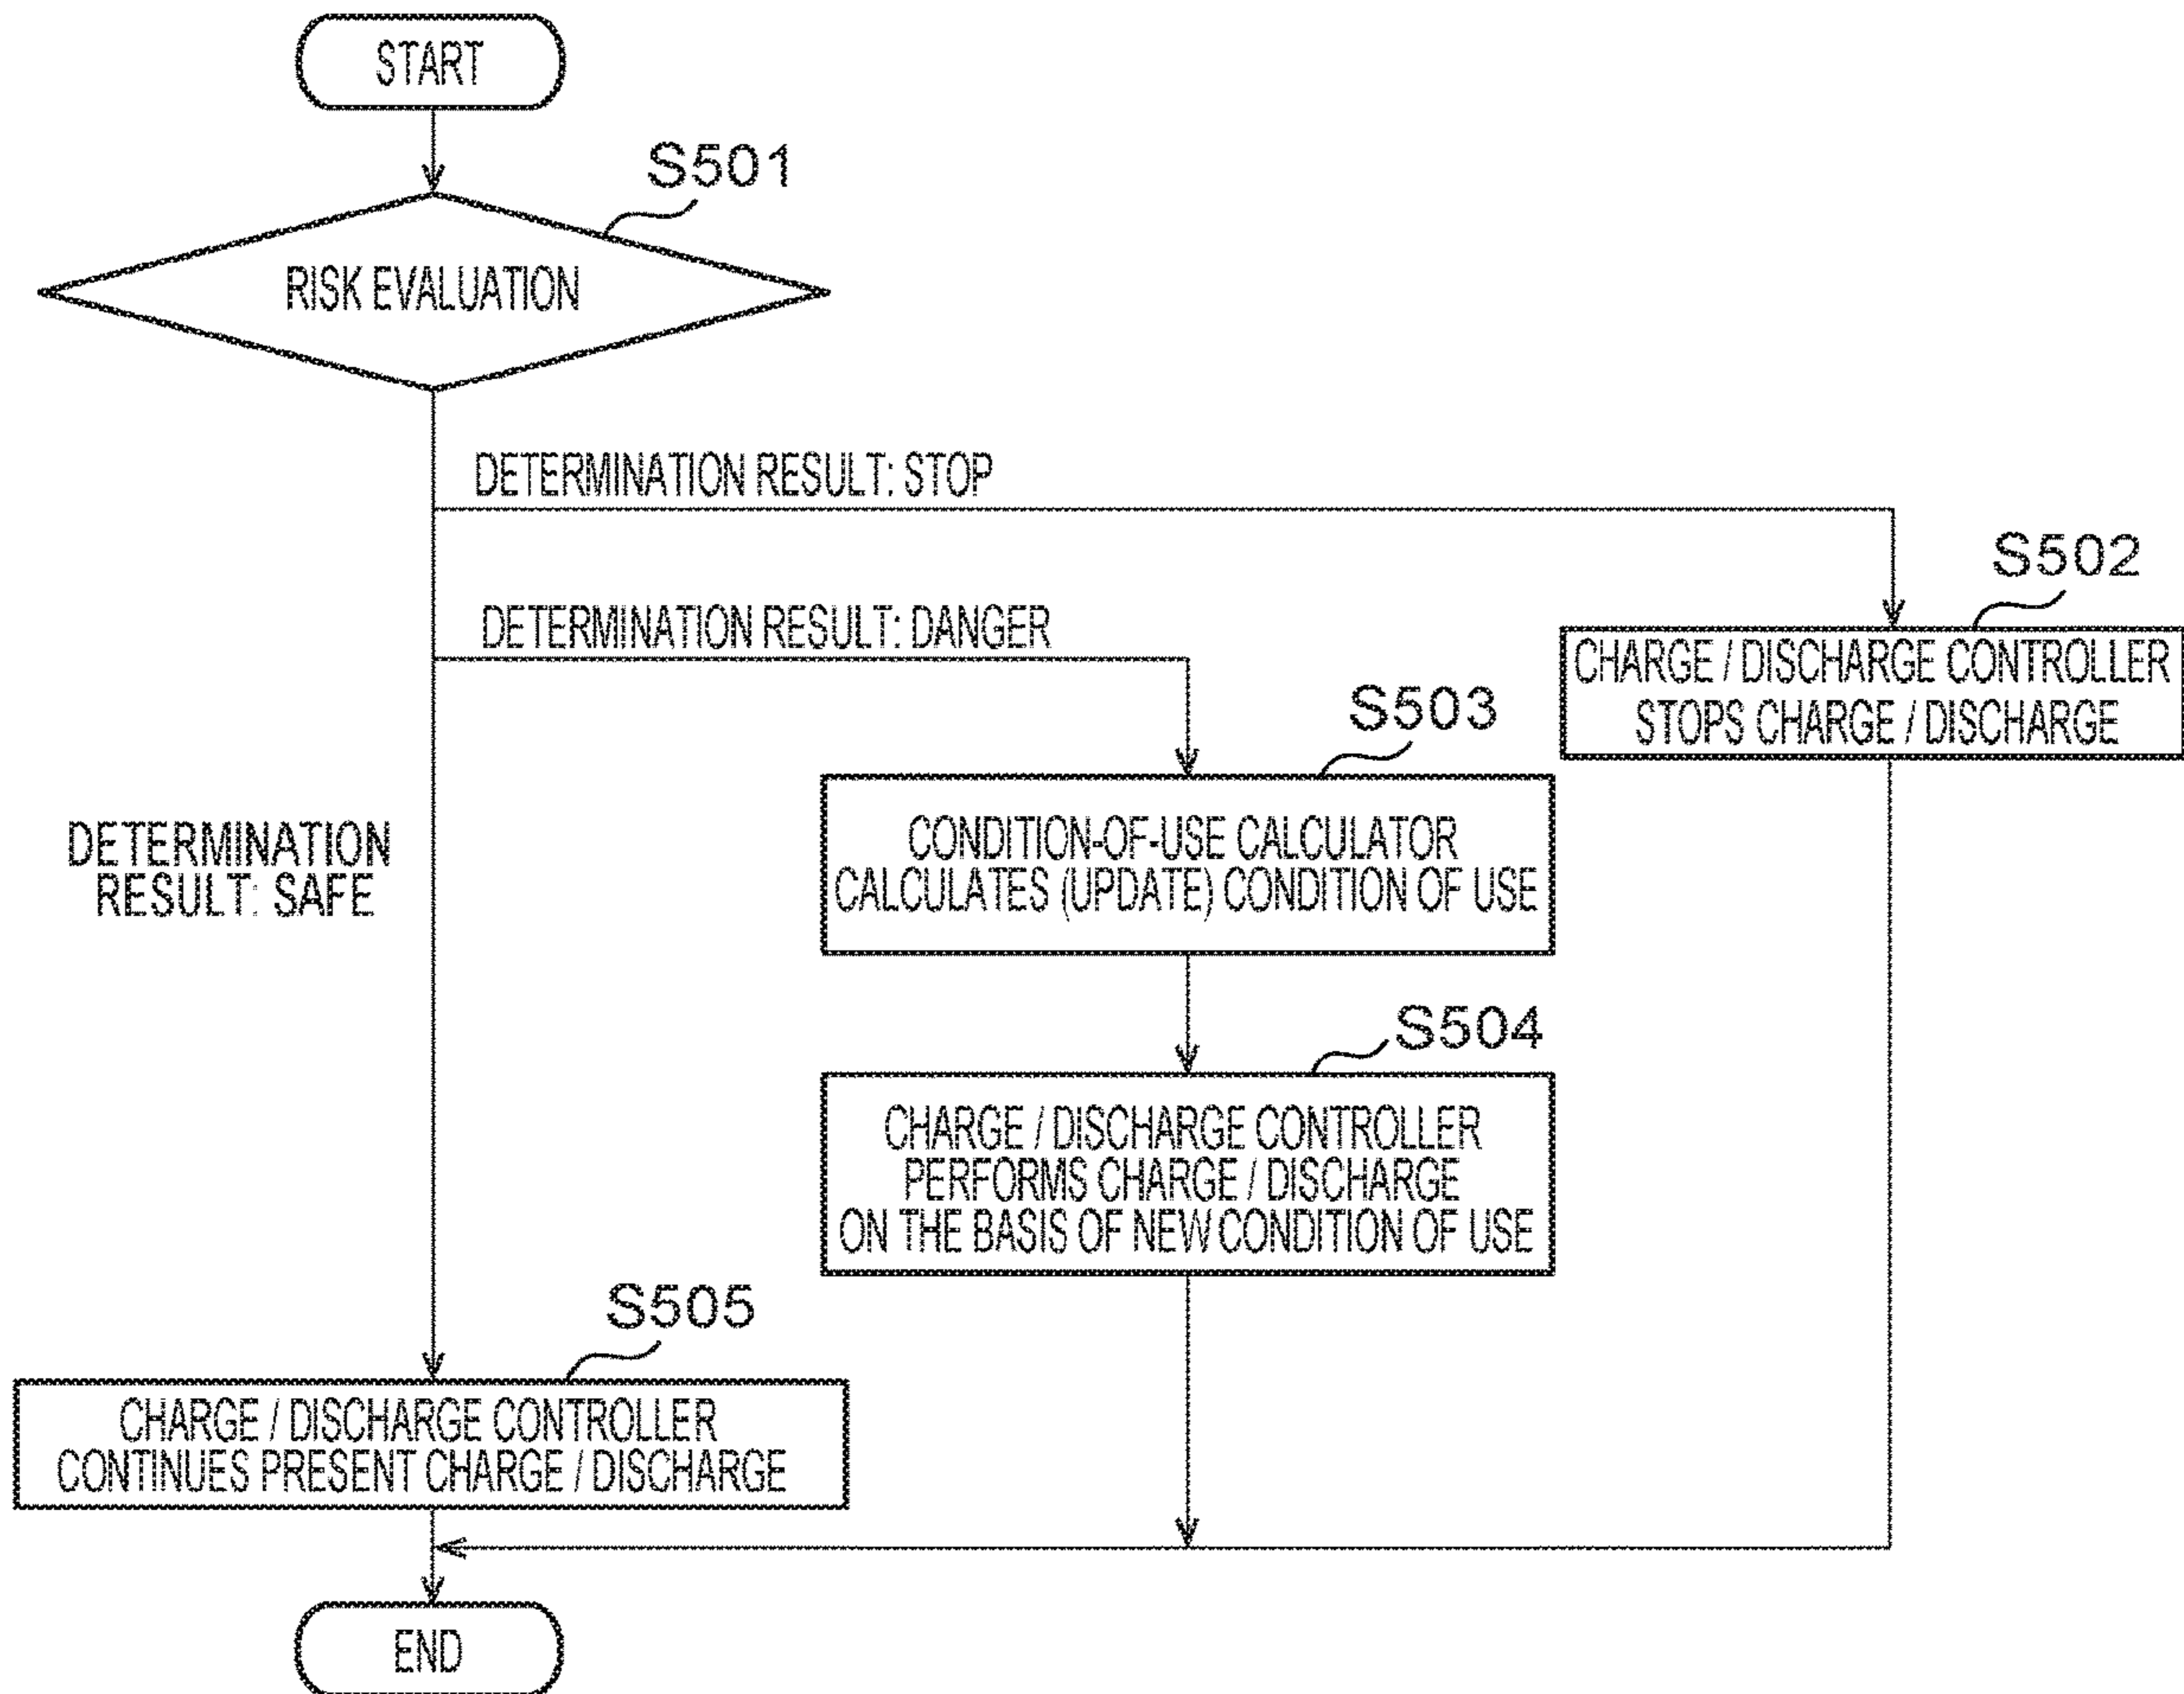 START
S501
RISK EVALUATION
DETERMINATION RESULT: STOP
S502
CHARGE / DISCHARGE CONTROLLER
STOPS CHARGE / DISCHARGE
DETERMINATION RESULT: DANGER
S503
CONDITION-OF-USE CALCULATOR
CALCULATES (UPDATE) CONDITION OF USE
DETERMINATION
RESULT: SAFE
S504
CHARGE / DISCHARGE CONTROLLER
PERFORMS CHARGE / DISCHARGE
ON THE BASIS OF NEW CONDITION OF USE
S505
CHARGE / DISCHARGE CONTROLLER
CONTINUES PRESENT CHARGE / DISCHARGE
END